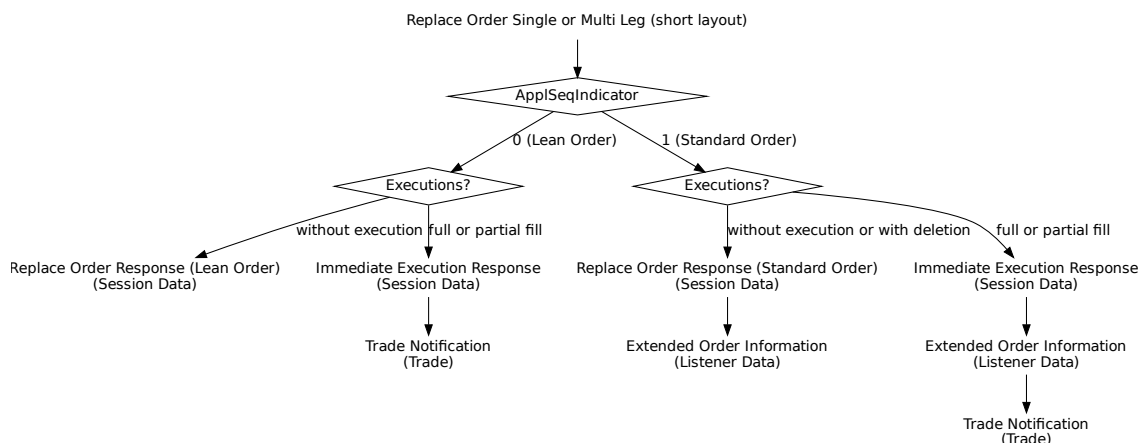 Replace Order Single or Multi Leg (short layout)
ApplSeqIndicator
0 (Lean Order)
1 (Standard Order)
Executions?
Executions?
without execution
full or partial fill
without execution or with deletion
full or partial fill
Replace Order Response (Lean Order)
(Session Data)
Immediate Execution Response
(Session Data)
Replace Order Response (Standard Order)
(Session Data)
Immediate Execution Response
(Session Data)
Trade Notification
(Trade)
Extended Order Information
(Listener Data)
Extended Order Information
(Listener Data)
Trade Notification
(Trade)